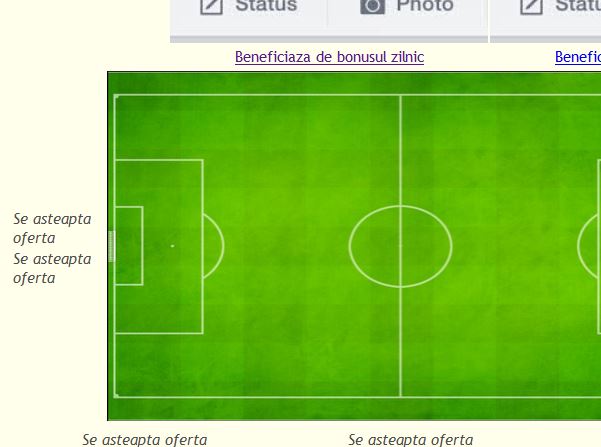 Status Photo Statu
Beneficiaza de bonusul zilnic Benefic
Se asteapta
oferta
Se asteapta
oferta
Se asteapta oferta Se asteapta oferta